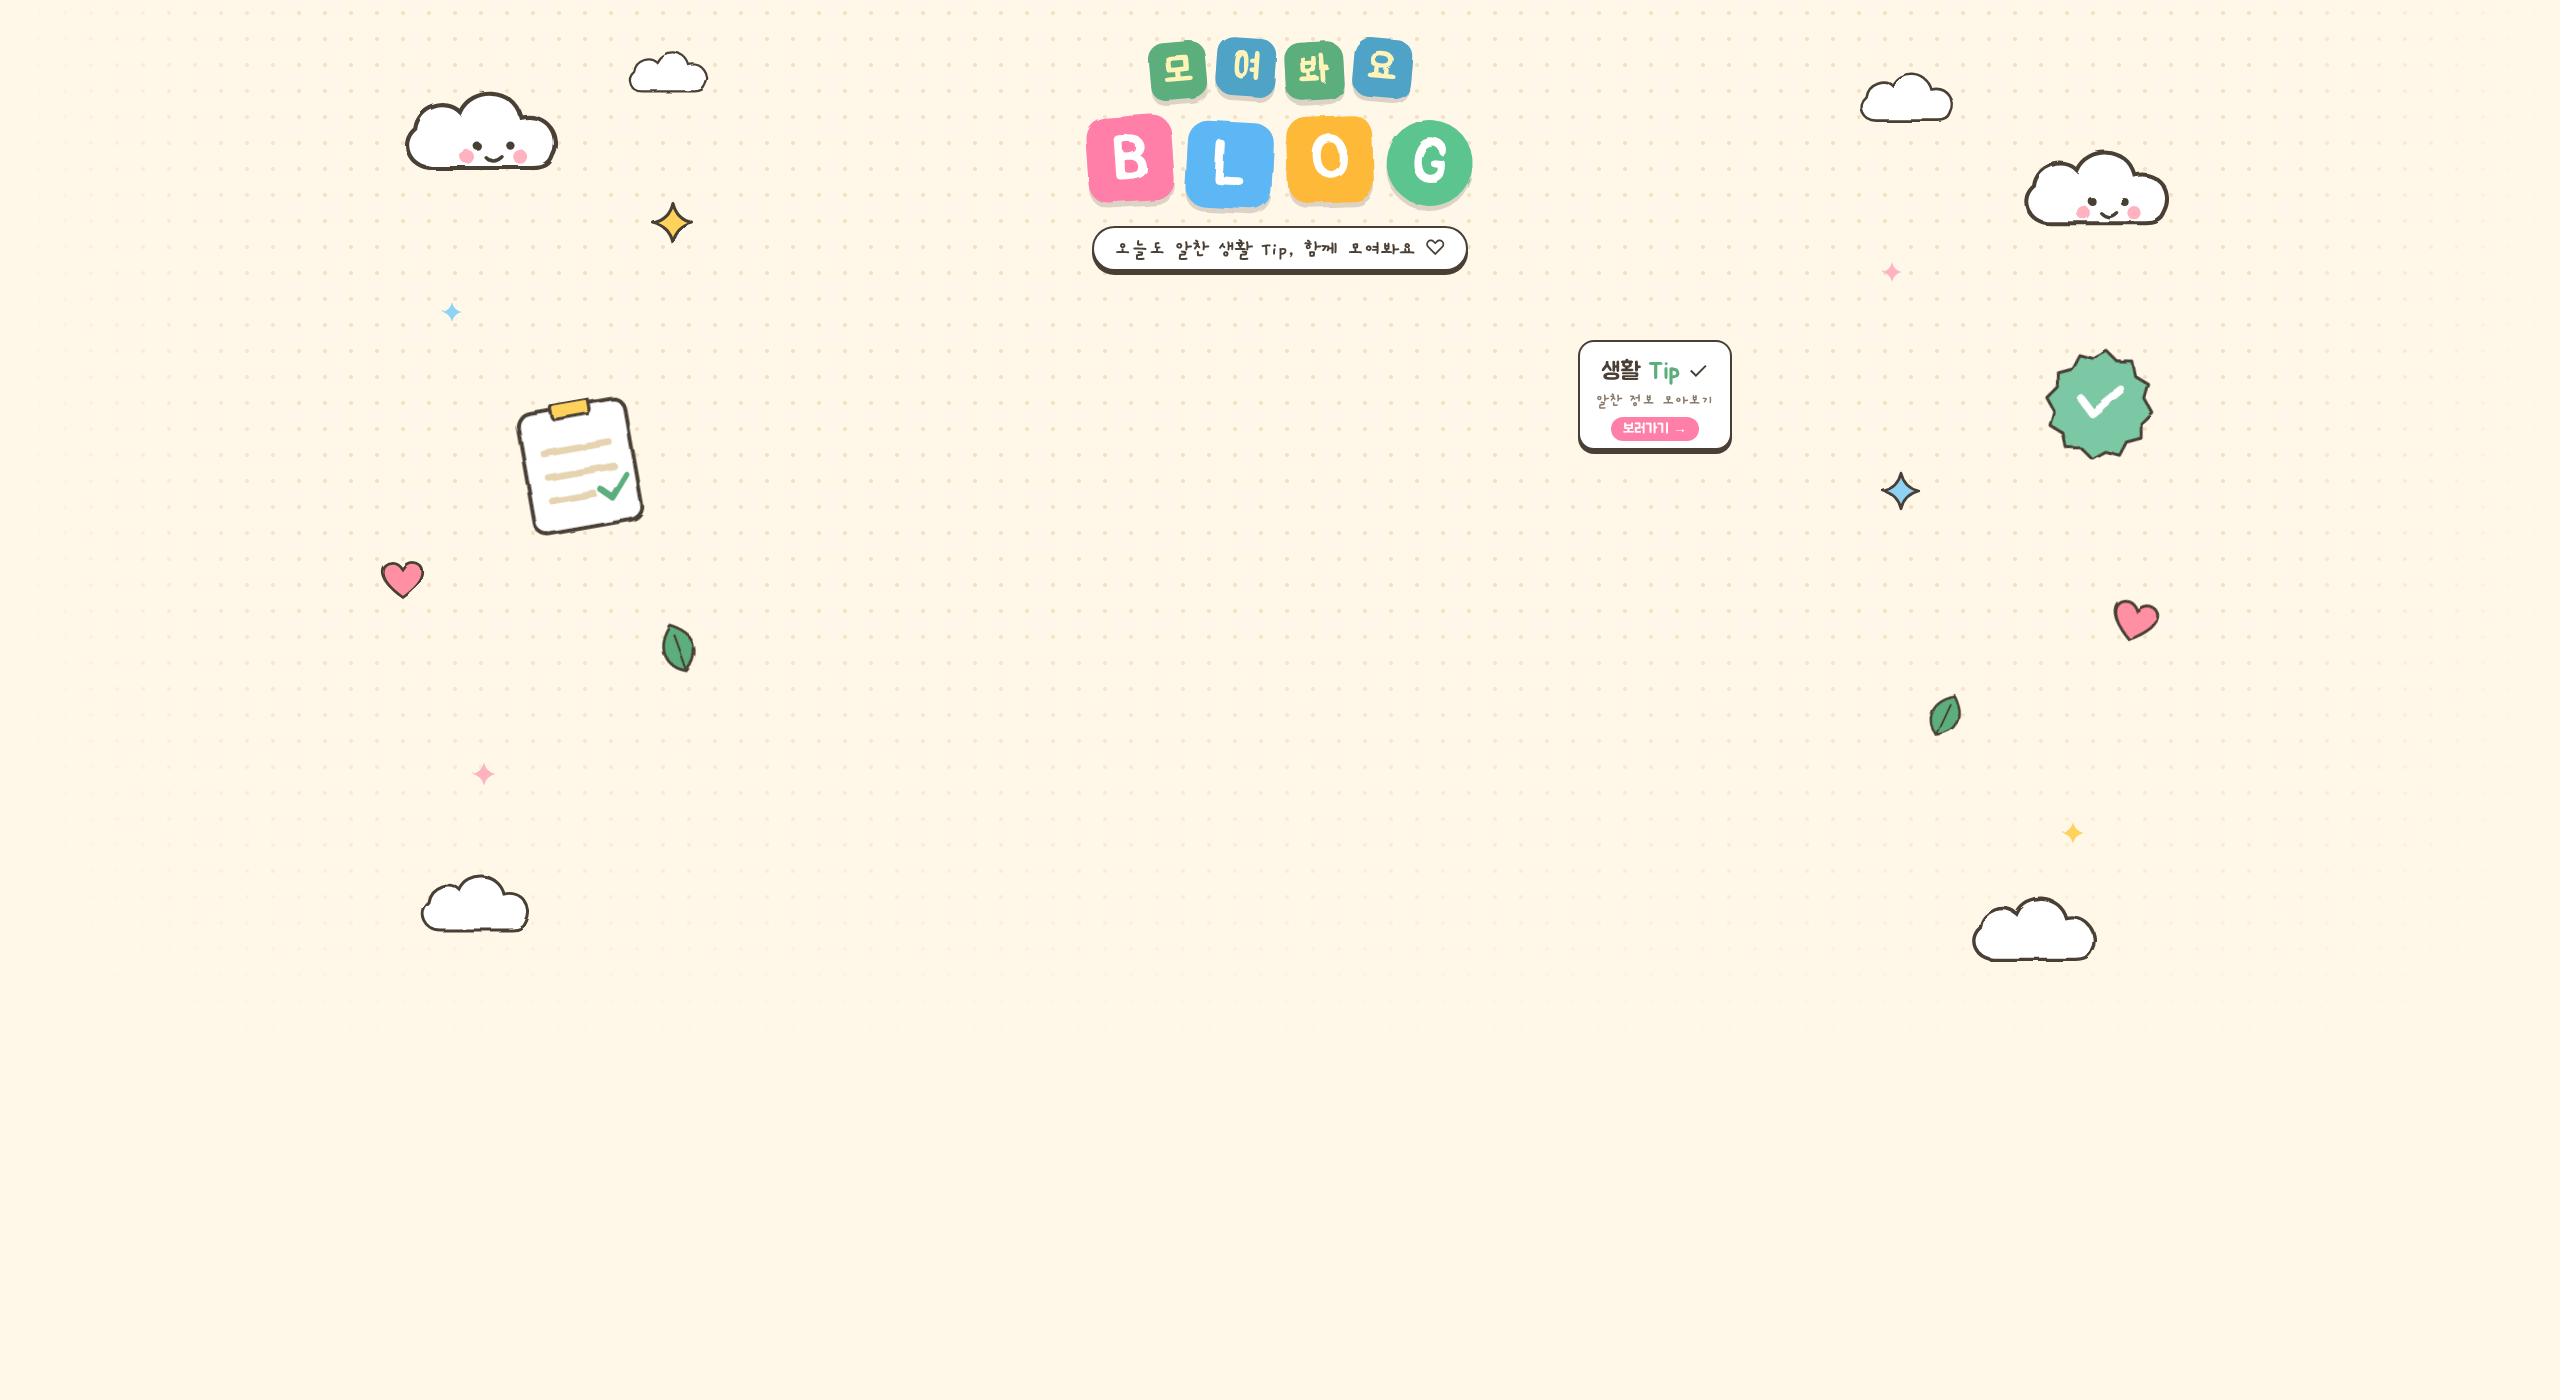 모여봐요
BLOG
오늘도 알찬 생활 Tip, 함께 모여봐요 ♡
생활 Tip ✓
알찬 정보 모아보기
보러가기 →